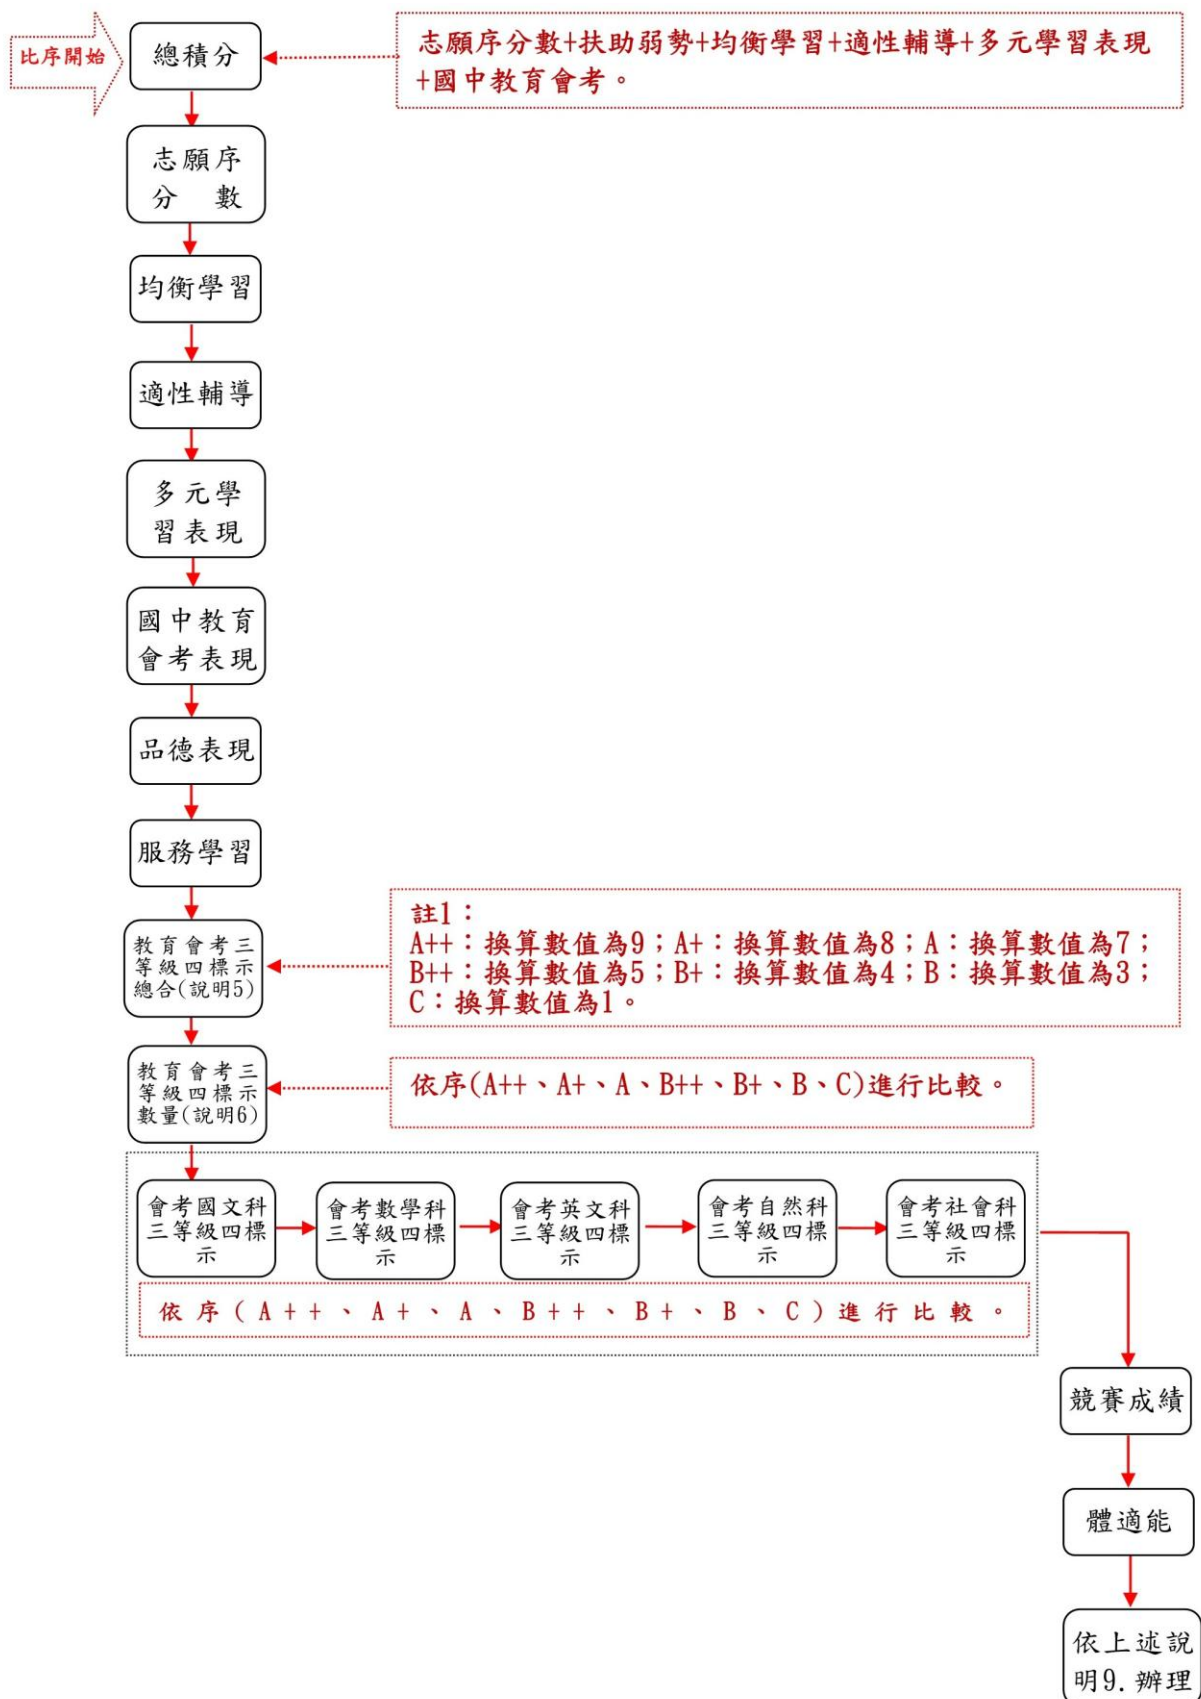 比序開始
總積分
志願序分數+扶助弱勢+均衡學習+適性輔導+多元學習表現
+國中教育會考。
志願序
分 數
均衡學習
適性輔導
多元學
習表現
國中教育
會考表現
品德表現
服務學習
教育會考三
等級四標示
總合(說明5)
註1：
A++：換算數值為9；A+：換算數值為8；A：換算數值為7；
B++：換算數值為5；B+：換算數值為4；B：換算數值為3；
C：換算數值為1。
教育會考三
等級四標示
數量(說明6)
依序(A++、A+、A、B++、B+、B、C)進行比較。
會考國文科
三等級四標
示
會考數學科
三等級四標
示
會考英文科
三等級四標
示
會考自然科
三等級四標
示
會考社會科
三等級四標
示
依序(A++、A+、A、B++、B+、B、C)進行比較。
競賽成績
體適能
依上述說
明9.辦理